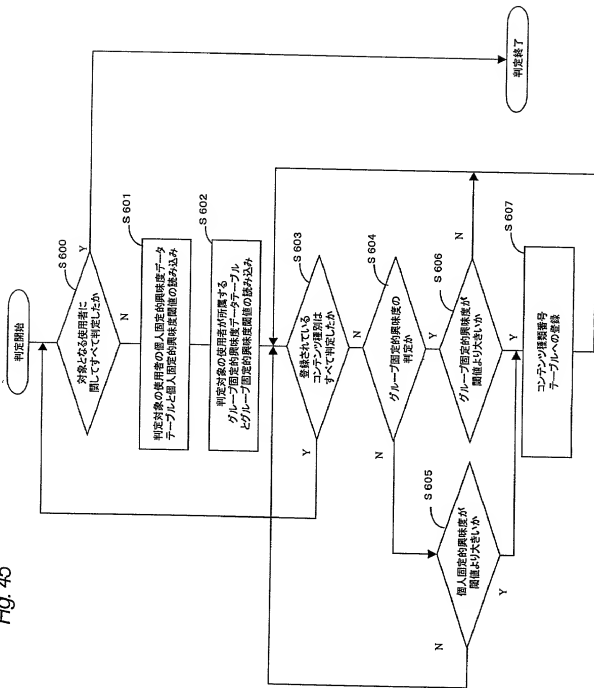 Fig. 45
判定開始
S 600
対象となる使用者に
関してすべて判定したか
Y
N
S 601
判定対象の使用者の個人固定的興味度データ
テーブルと個人固定的興味度閾値の読み込み
S 602
判定対象の使用者が所属する
グループ固定的興味度データテーブル
とグループ固定的興味度閾値の読み込み
S 603
登録されている
コンテンツ種別は
すべて判定したか
Y
N
S 604
グループ固定的興味度の
判定か
N
Y
S 605
個人固定的興味度が
閾値より大きいか
N
Y
S 606
グループ固定的興味度が
閾値より大きいか
N
Y
S 607
コンテンツ種類番号
テーブルへの登録
判定終了